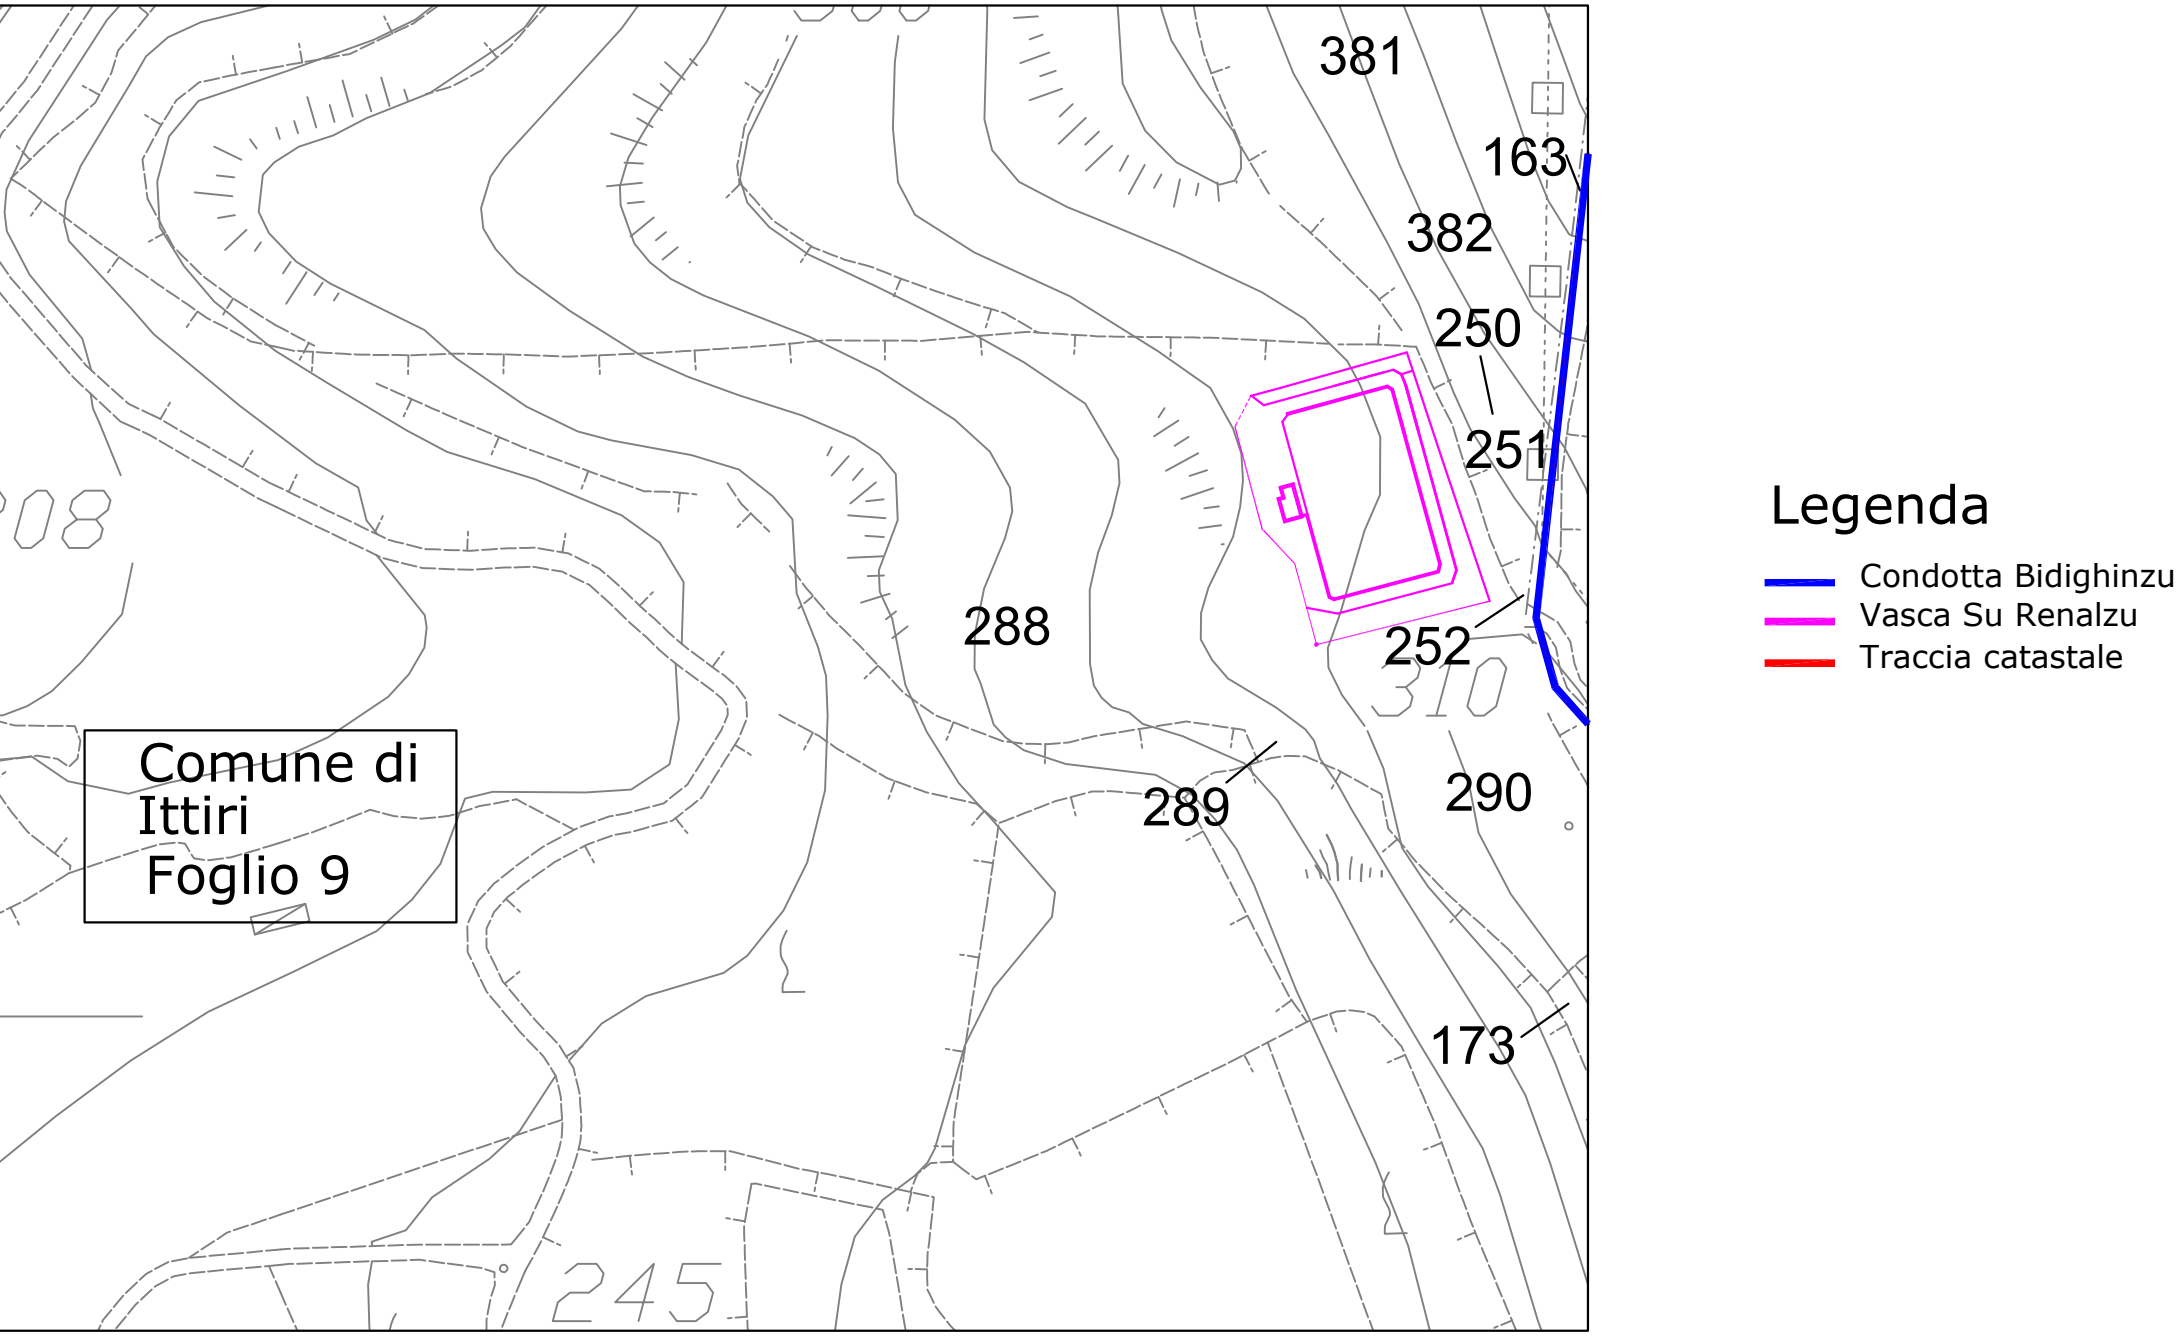 381
163
382
250
251
08
Legenda
Condotta Bidighinzu
Vasca Su Renalzu
Traccia catastale
288
252
310
Comune di
Ittiri
Foglio 9
289
290
173
245